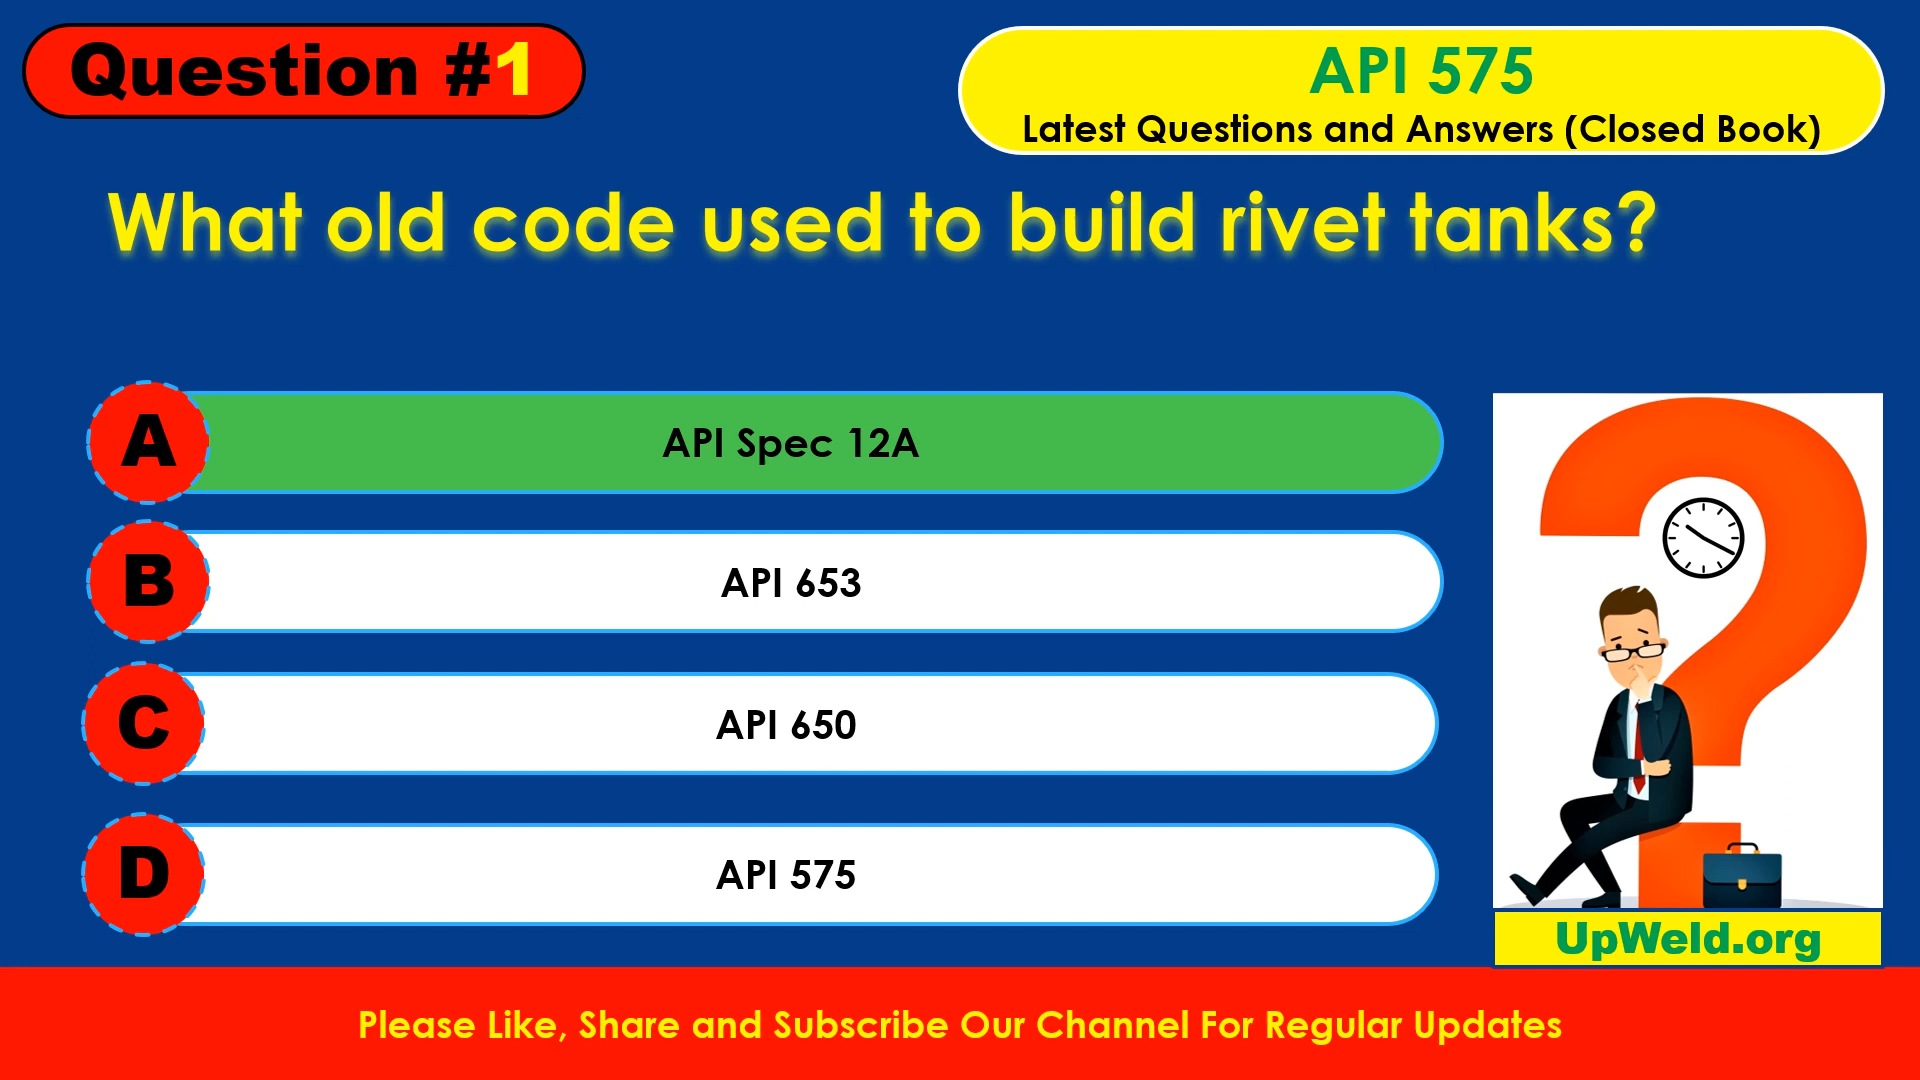 Question #1
API 575
Latest Questions and Answers (Closed Book)
What old code used to build rivet tanks?
A
API Spec 12A
B
API 653
C
API 650
D
API 575
UpWeld.org
Please Like, Share and Subscribe Our Channel For Regular Updates